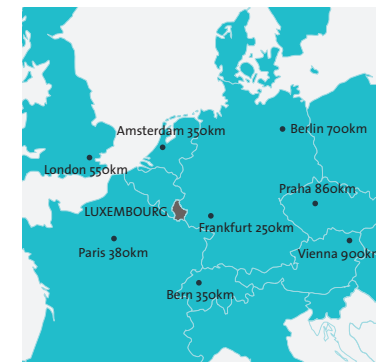 Amsterdam 350km
Berlin 700km
London 550km
Praha 860km
LUXEMBOURG
Frankfurt 250km
Paris 380km
Vienna 900km
Bern 350km